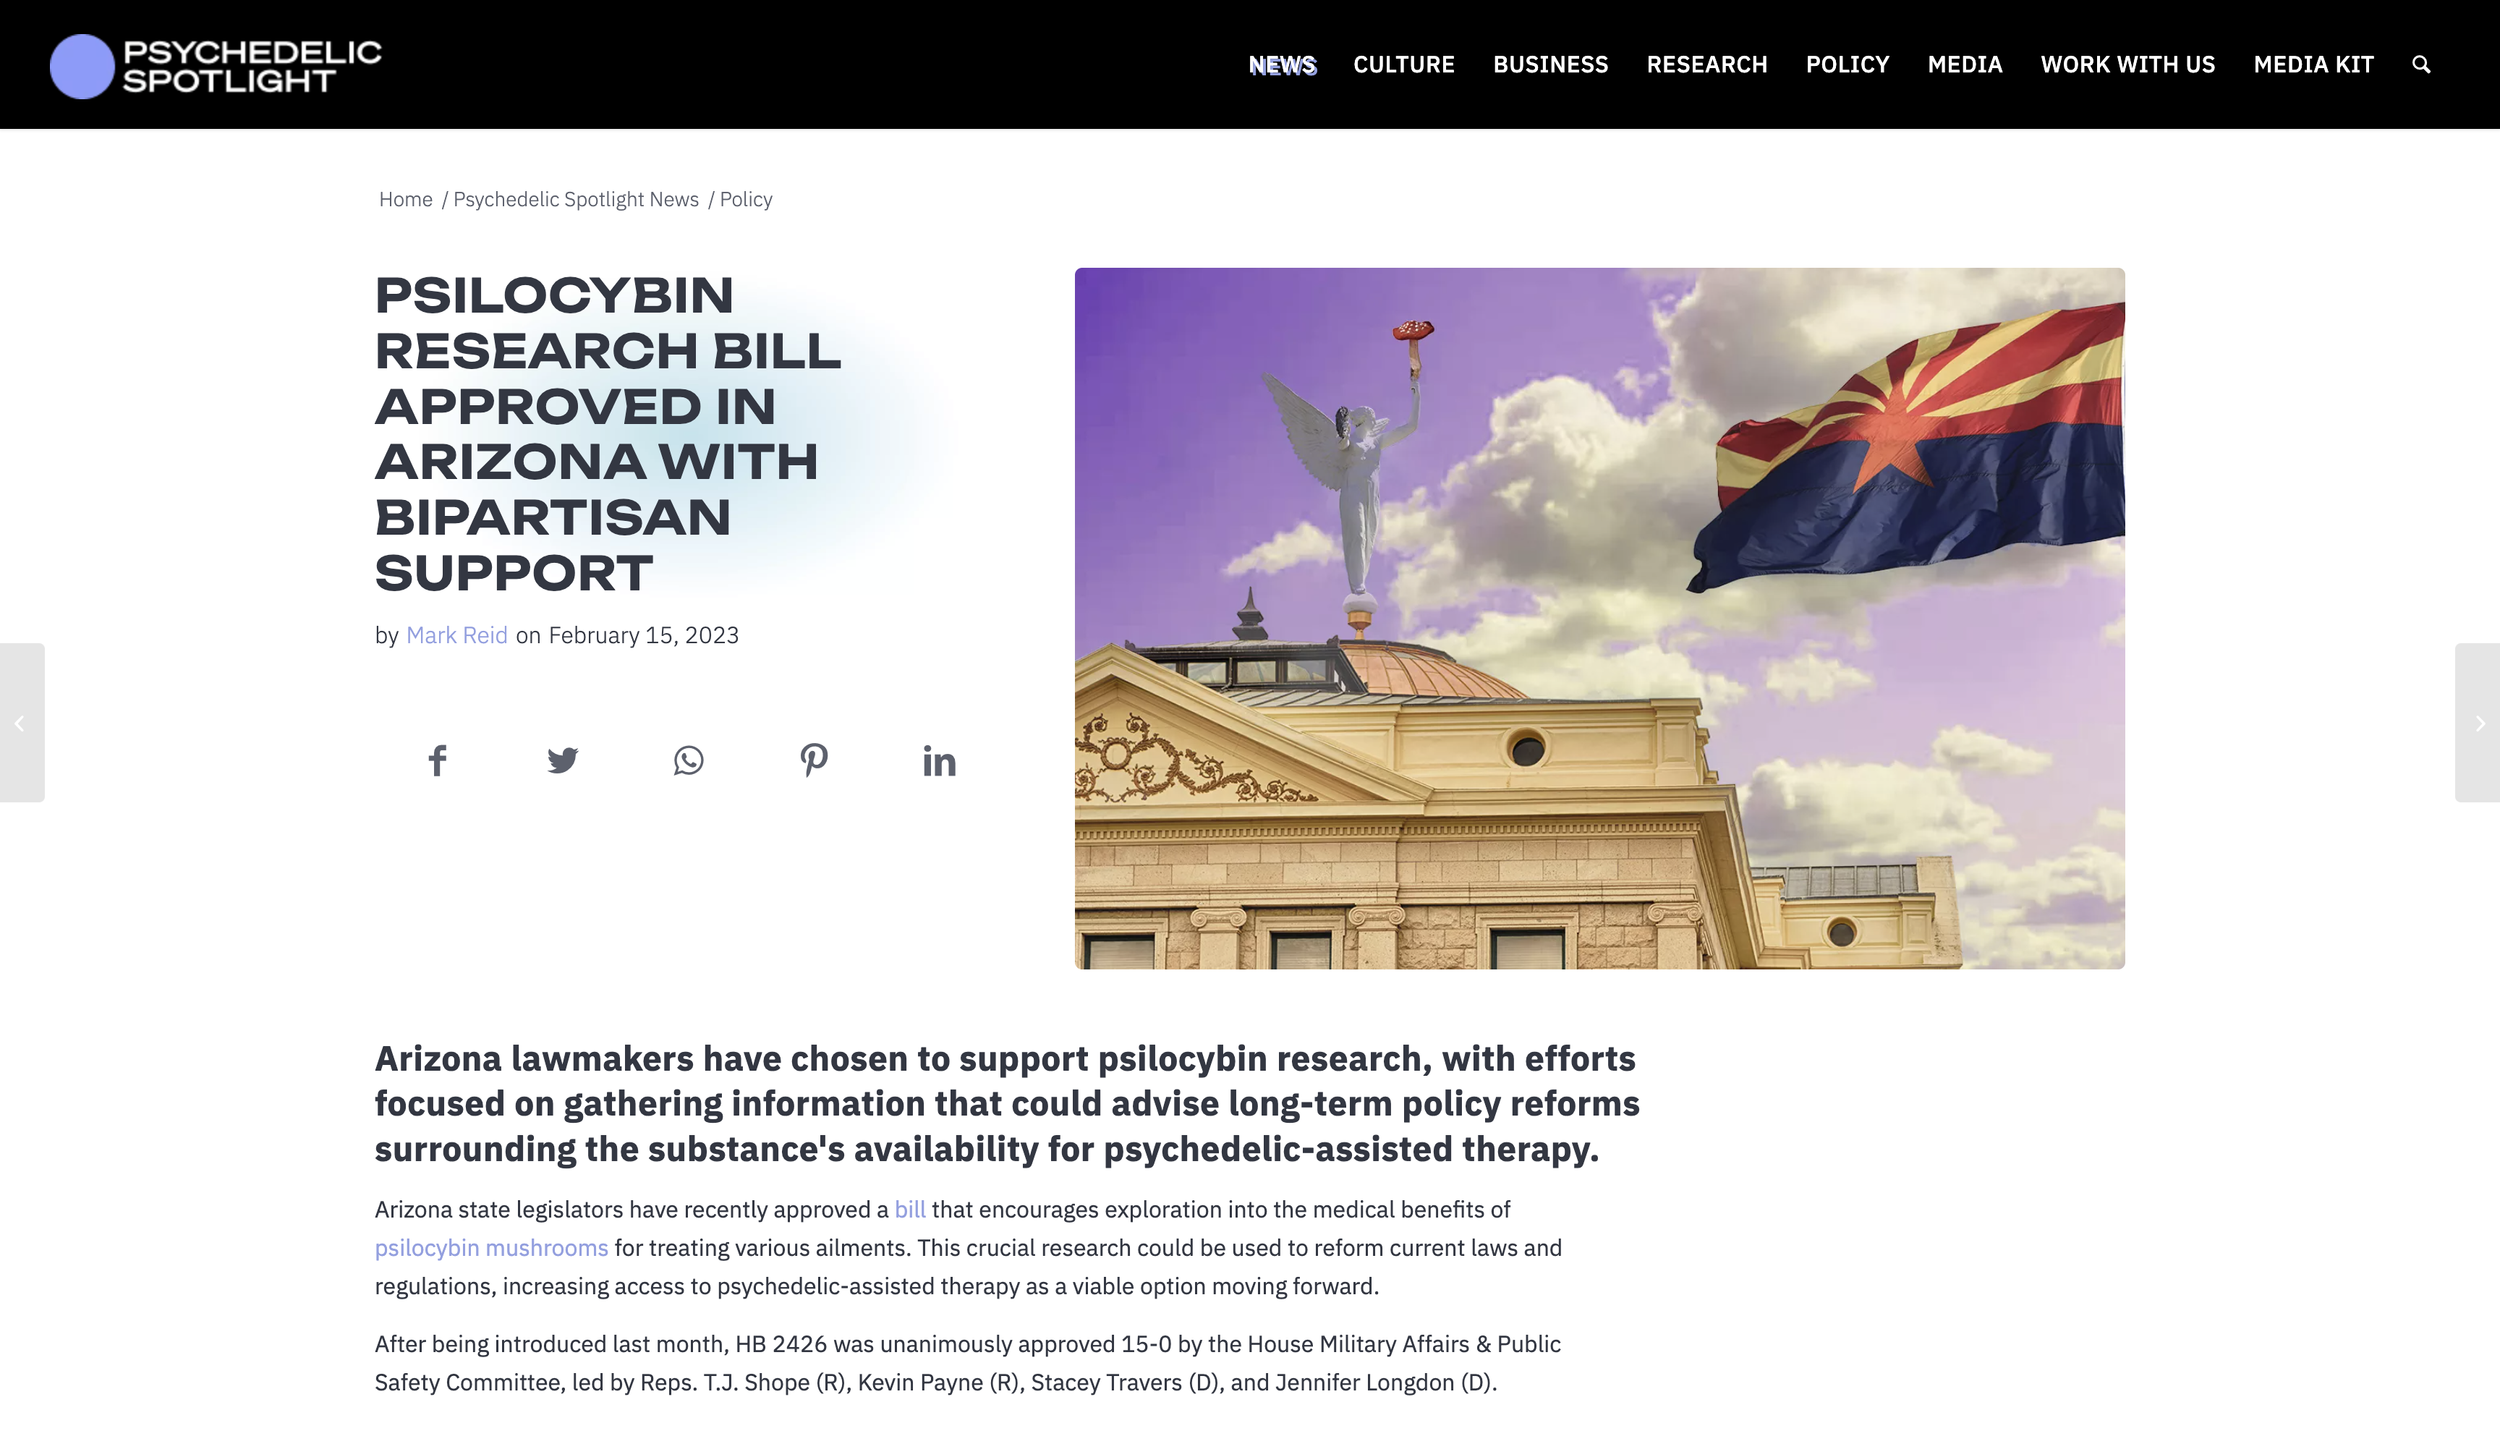 PSYCHEDELIC
SPOTLIGHT
NEWS CULTURE BUSINESS RESEARCH POLICY MEDIA WORK WITH US MEDIA KIT
Home / Psychedelic Spotlight News / Policy
PSILOCYBIN
RESEARCH BILL
APPROVED IN
ARIZONA WITH
BIPARTISAN
SUPPORT
by Mark Reid on February 15, 2023
Arizona lawmakers have chosen to support psilocybin research, with efforts
focused on gathering information that could advise long-term policy reforms
surrounding the substance's availability for psychedelic-assisted therapy.
Arizona state legislators have recently approved a bill that encourages exploration into the medical benefits of
psilocybin mushrooms for treating various ailments. This crucial research could be used to reform current laws and
regulations, increasing access to psychedelic-assisted therapy as a viable option moving forward.
After being introduced last month, HB 2426 was unanimously approved 15-0 by the House Military Affairs & Public
Safety Committee, led by Reps. T.J. Shope (R), Kevin Payne (R), Stacey Travers (D), and Jennifer Longdon (D).